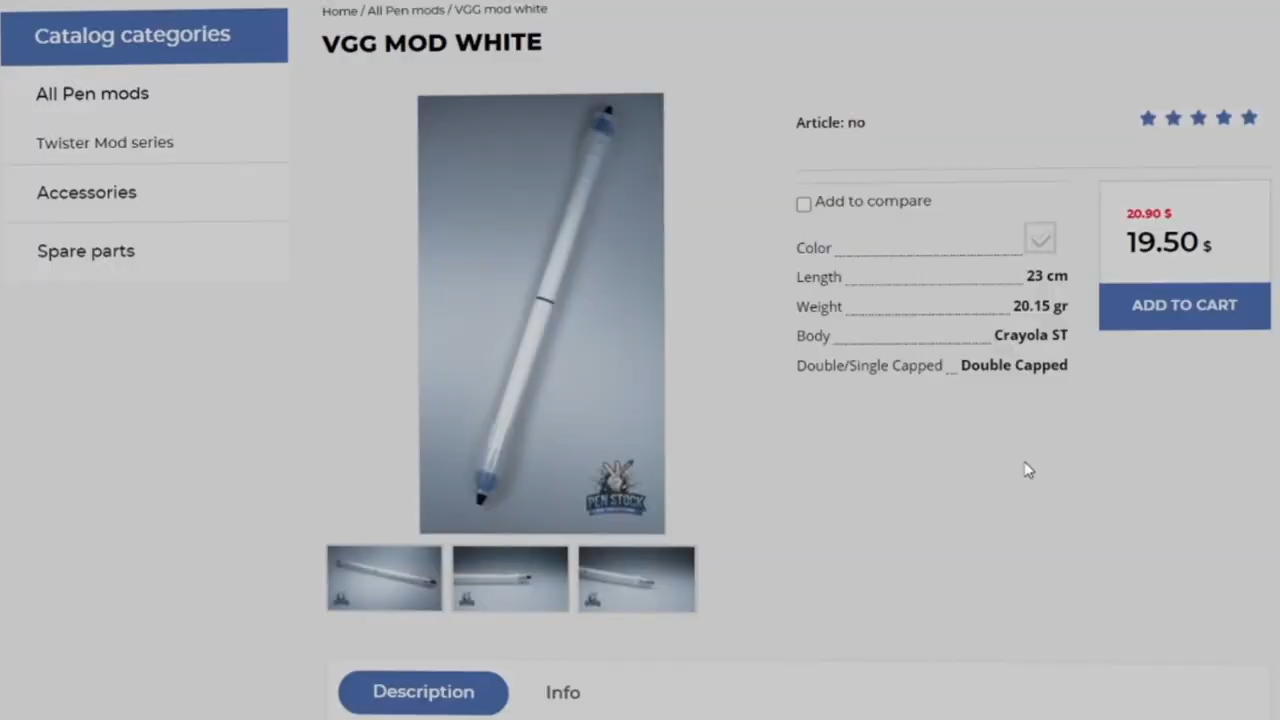 Home / All Pen mods / VGG mod white
Catalog categories
VGG MOD WHITE
All Pen mods
Twister Mod series
Accessories
Spare parts
Article: no
Add to compare
Color
Length 23 cm
Weight 20.15 gr
Body Crayola ST
Double/Single Capped Double Capped
20.90 $
19.50 $
ADD TO CART
PEN STOCK
Description
Info